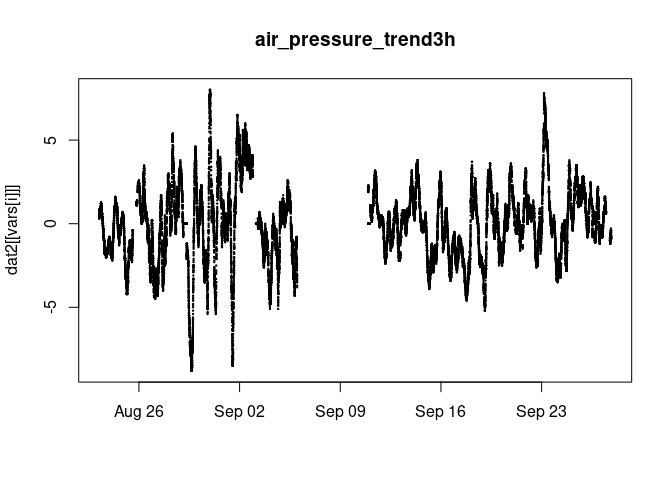 air_pressure_trend3h
dat2[[vars[i]]]
5
0
-5
Aug 26
Sep 02
Sep 09
Sep 16
Sep 23